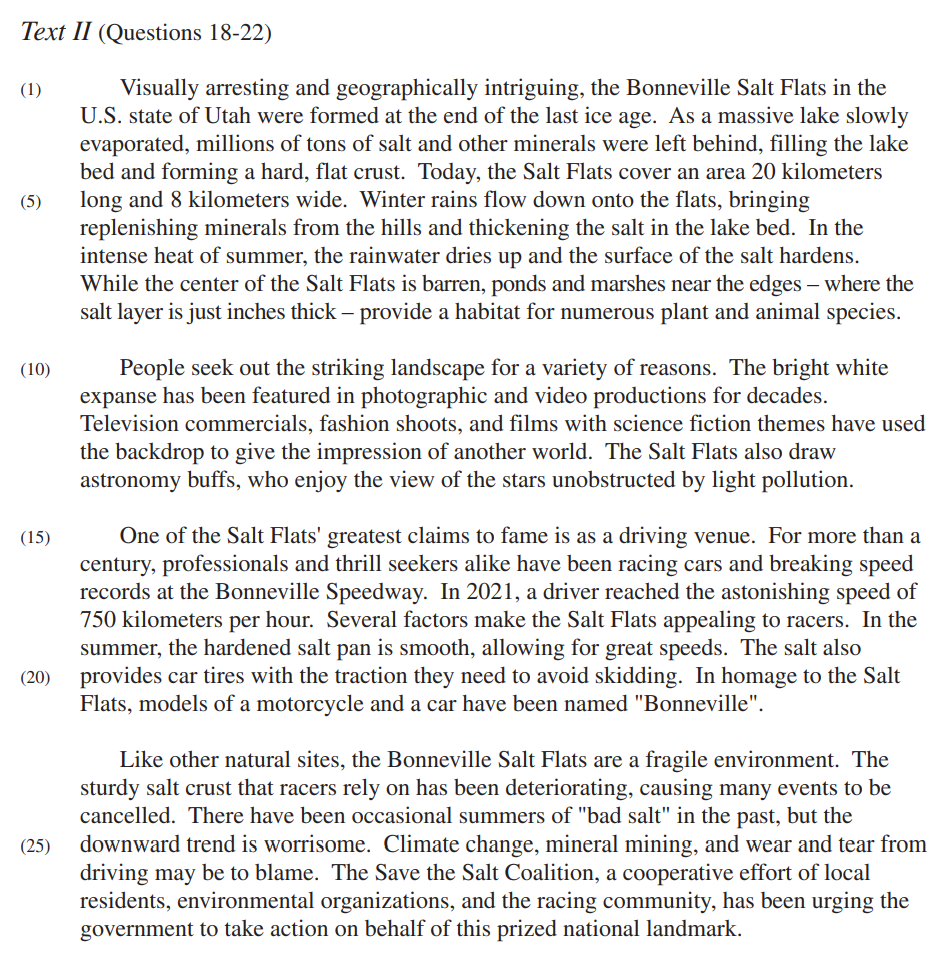 Text II (Questions 18-22)
(1) Visually arresting and geographically intriguing, the Bonneville Salt Flats in the
U.S. state of Utah were formed at the end of the last ice age. As a massive lake slowly
evaporated, millions of tons of salt and other minerals were left behind, filling the lake
bed and forming a hard, flat crust. Today, the Salt Flats cover an area 20 kilometers
(5) long and 8 kilometers wide. Winter rains flow down onto the flats, bringing
replenishing minerals from the hills and thickening the salt in the lake bed. In the
intense heat of summer, the rainwater dries up and the surface of the salt hardens.
While the center of the Salt Flats is barren, ponds and marshes near the edges – where the
salt layer is just inches thick – provide a habitat for numerous plant and animal species.
(10) People seek out the striking landscape for a variety of reasons. The bright white
expanse has been featured in photographic and video productions for decades.
Television commercials, fashion shoots, and films with science fiction themes have used
the backdrop to give the impression of another world. The Salt Flats also draw
astronomy buffs, who enjoy the view of the stars unobstructed by light pollution.
(15) One of the Salt Flats' greatest claims to fame is as a driving venue. For more than a
century, professionals and thrill seekers alike have been racing cars and breaking speed
records at the Bonneville Speedway. In 2021, a driver reached the astonishing speed of
750 kilometers per hour. Several factors make the Salt Flats appealing to racers. In the
summer, the hardened salt pan is smooth, allowing for great speeds. The salt also
(20) provides car tires with the traction they need to avoid skidding. In homage to the Salt
Flats, models of a motorcycle and a car have been named "Bonneville".
Like other natural sites, the Bonneville Salt Flats are a fragile environment. The
sturdy salt crust that racers rely on has been deteriorating, causing many events to be
cancelled. There have been occasional summers of "bad salt" in the past, but the
(25) downward trend is worrisome. Climate change, mineral mining, and wear and tear from
driving may be to blame. The Save the Salt Coalition, a cooperative effort of local
residents, environmental organizations, and the racing community, has been urging the
government to take action on behalf of this prized national landmark.